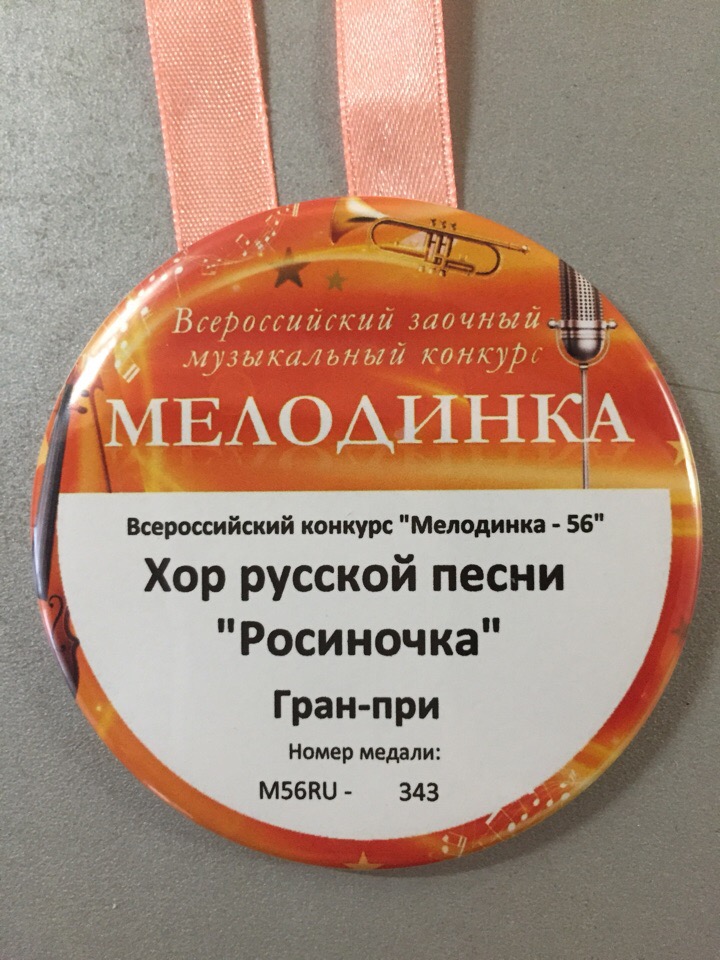 Всероссийский заочный
музыкальный конкурс
МЕЛОДИНКА
Всероссийский конкурс "Мелодинка - 56"
Хор русской песни
"Росиночка"
Гран-при
Номер медали:
M56RU - 343